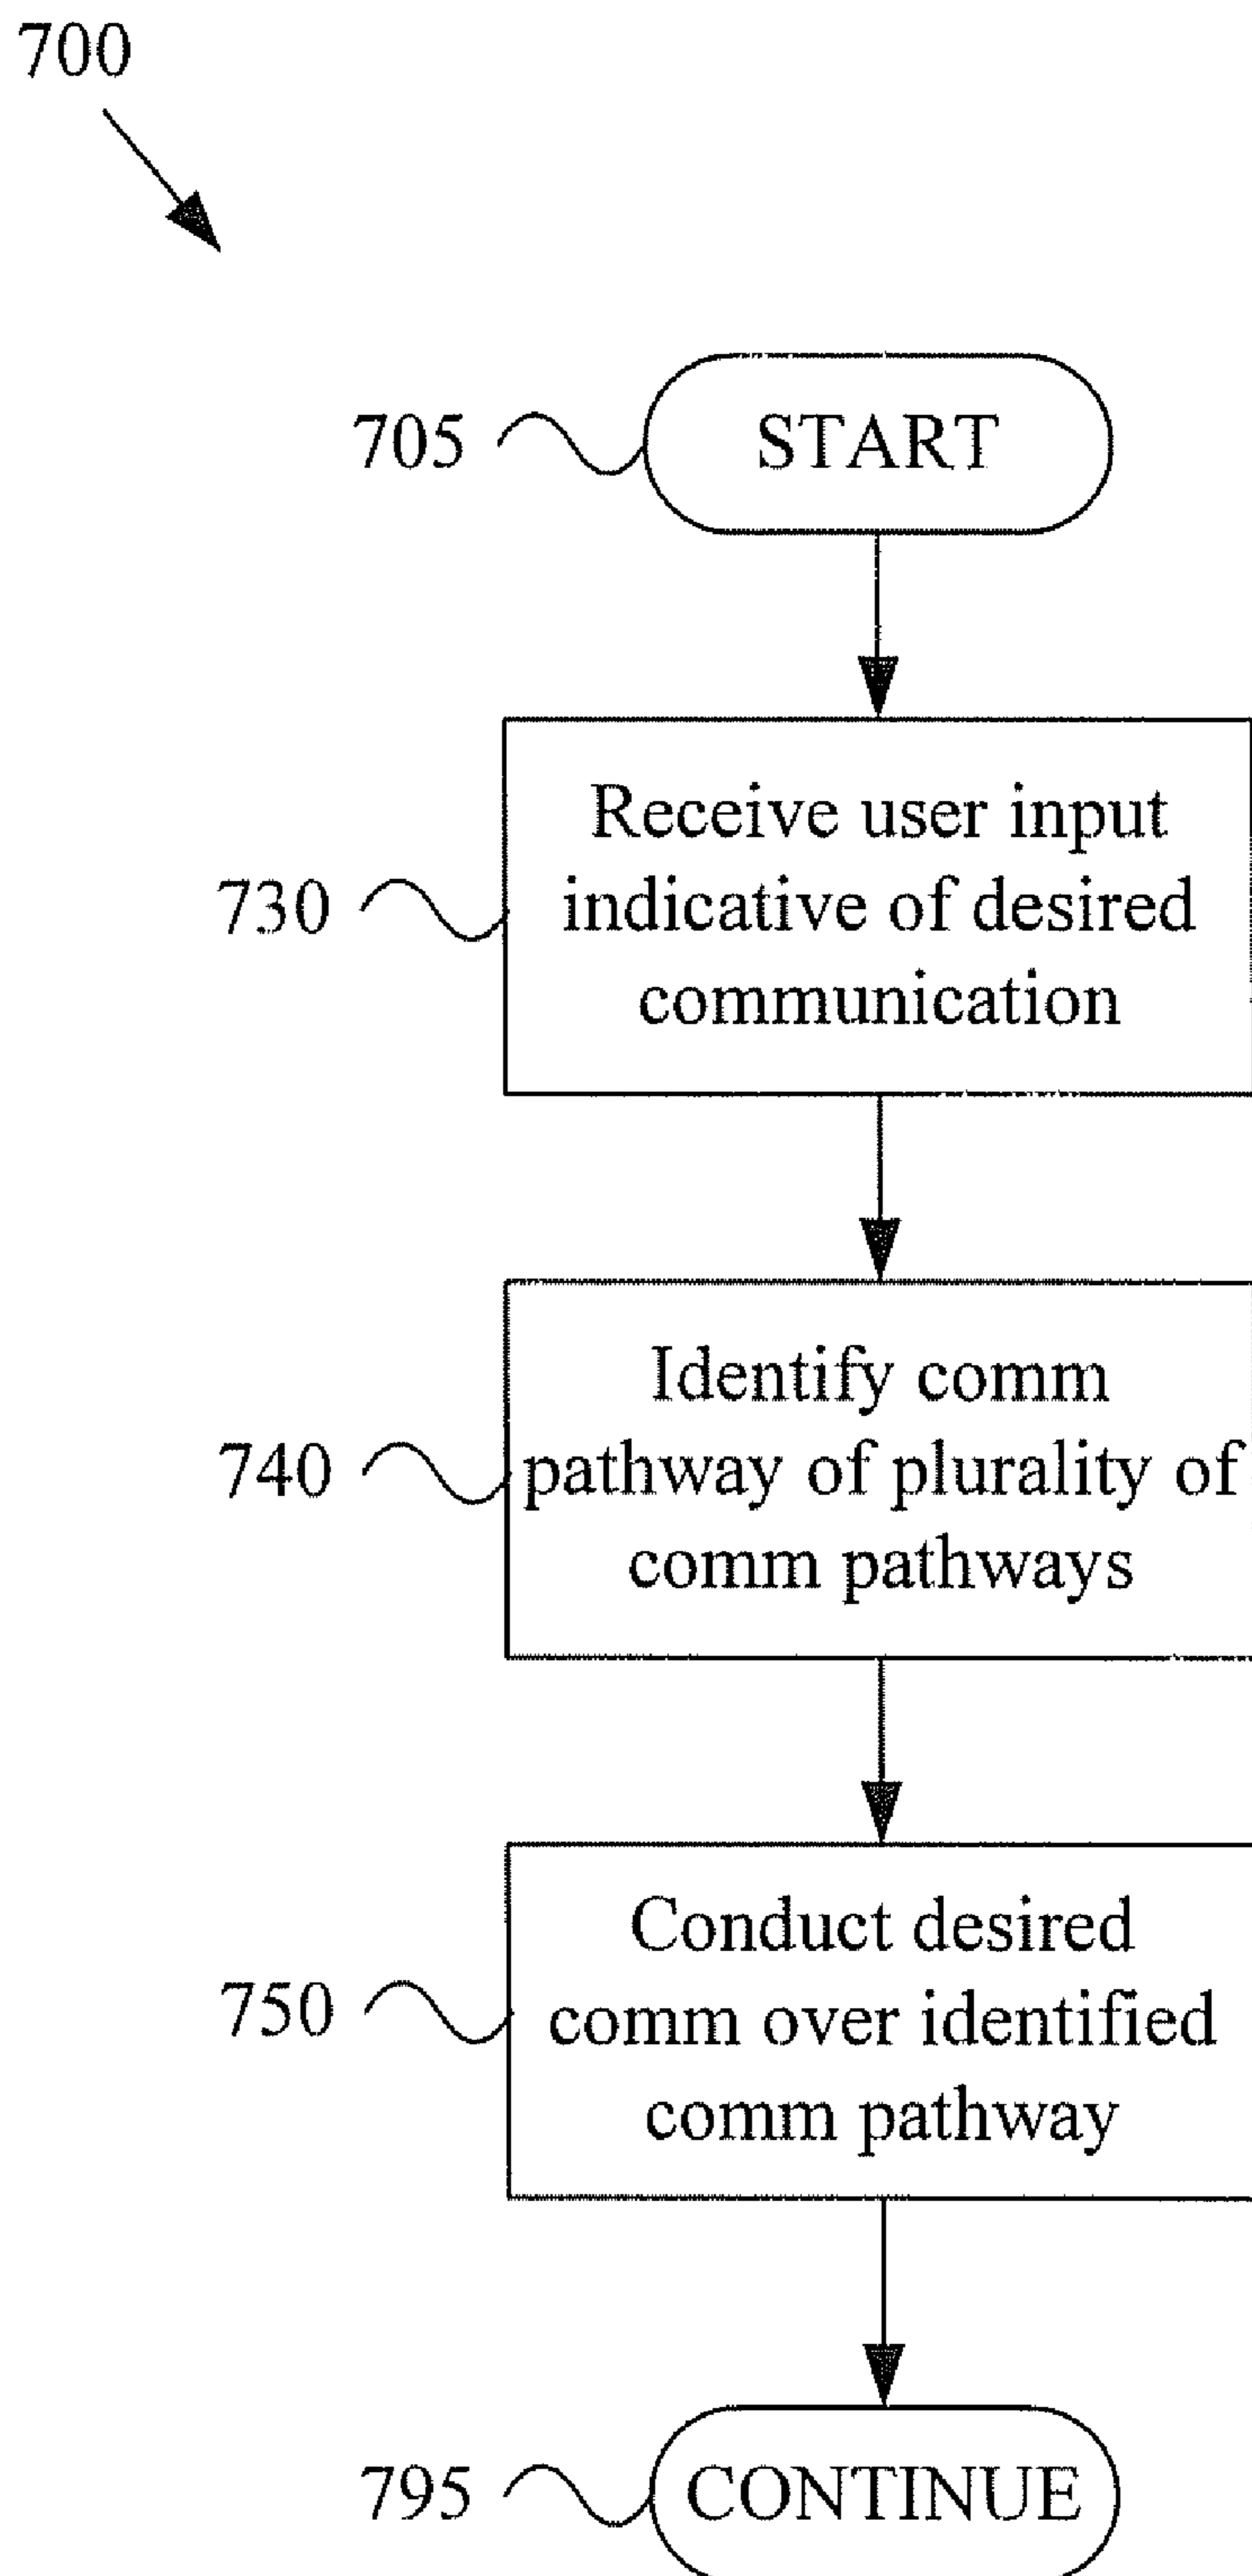 700
705
START
Receive user input
730
indicative of desired
communication
Identify comm
740
pathway of plurality of
comm pathways
Conduct desired
750
comm over identified
comm pathway
795
CONTINUE